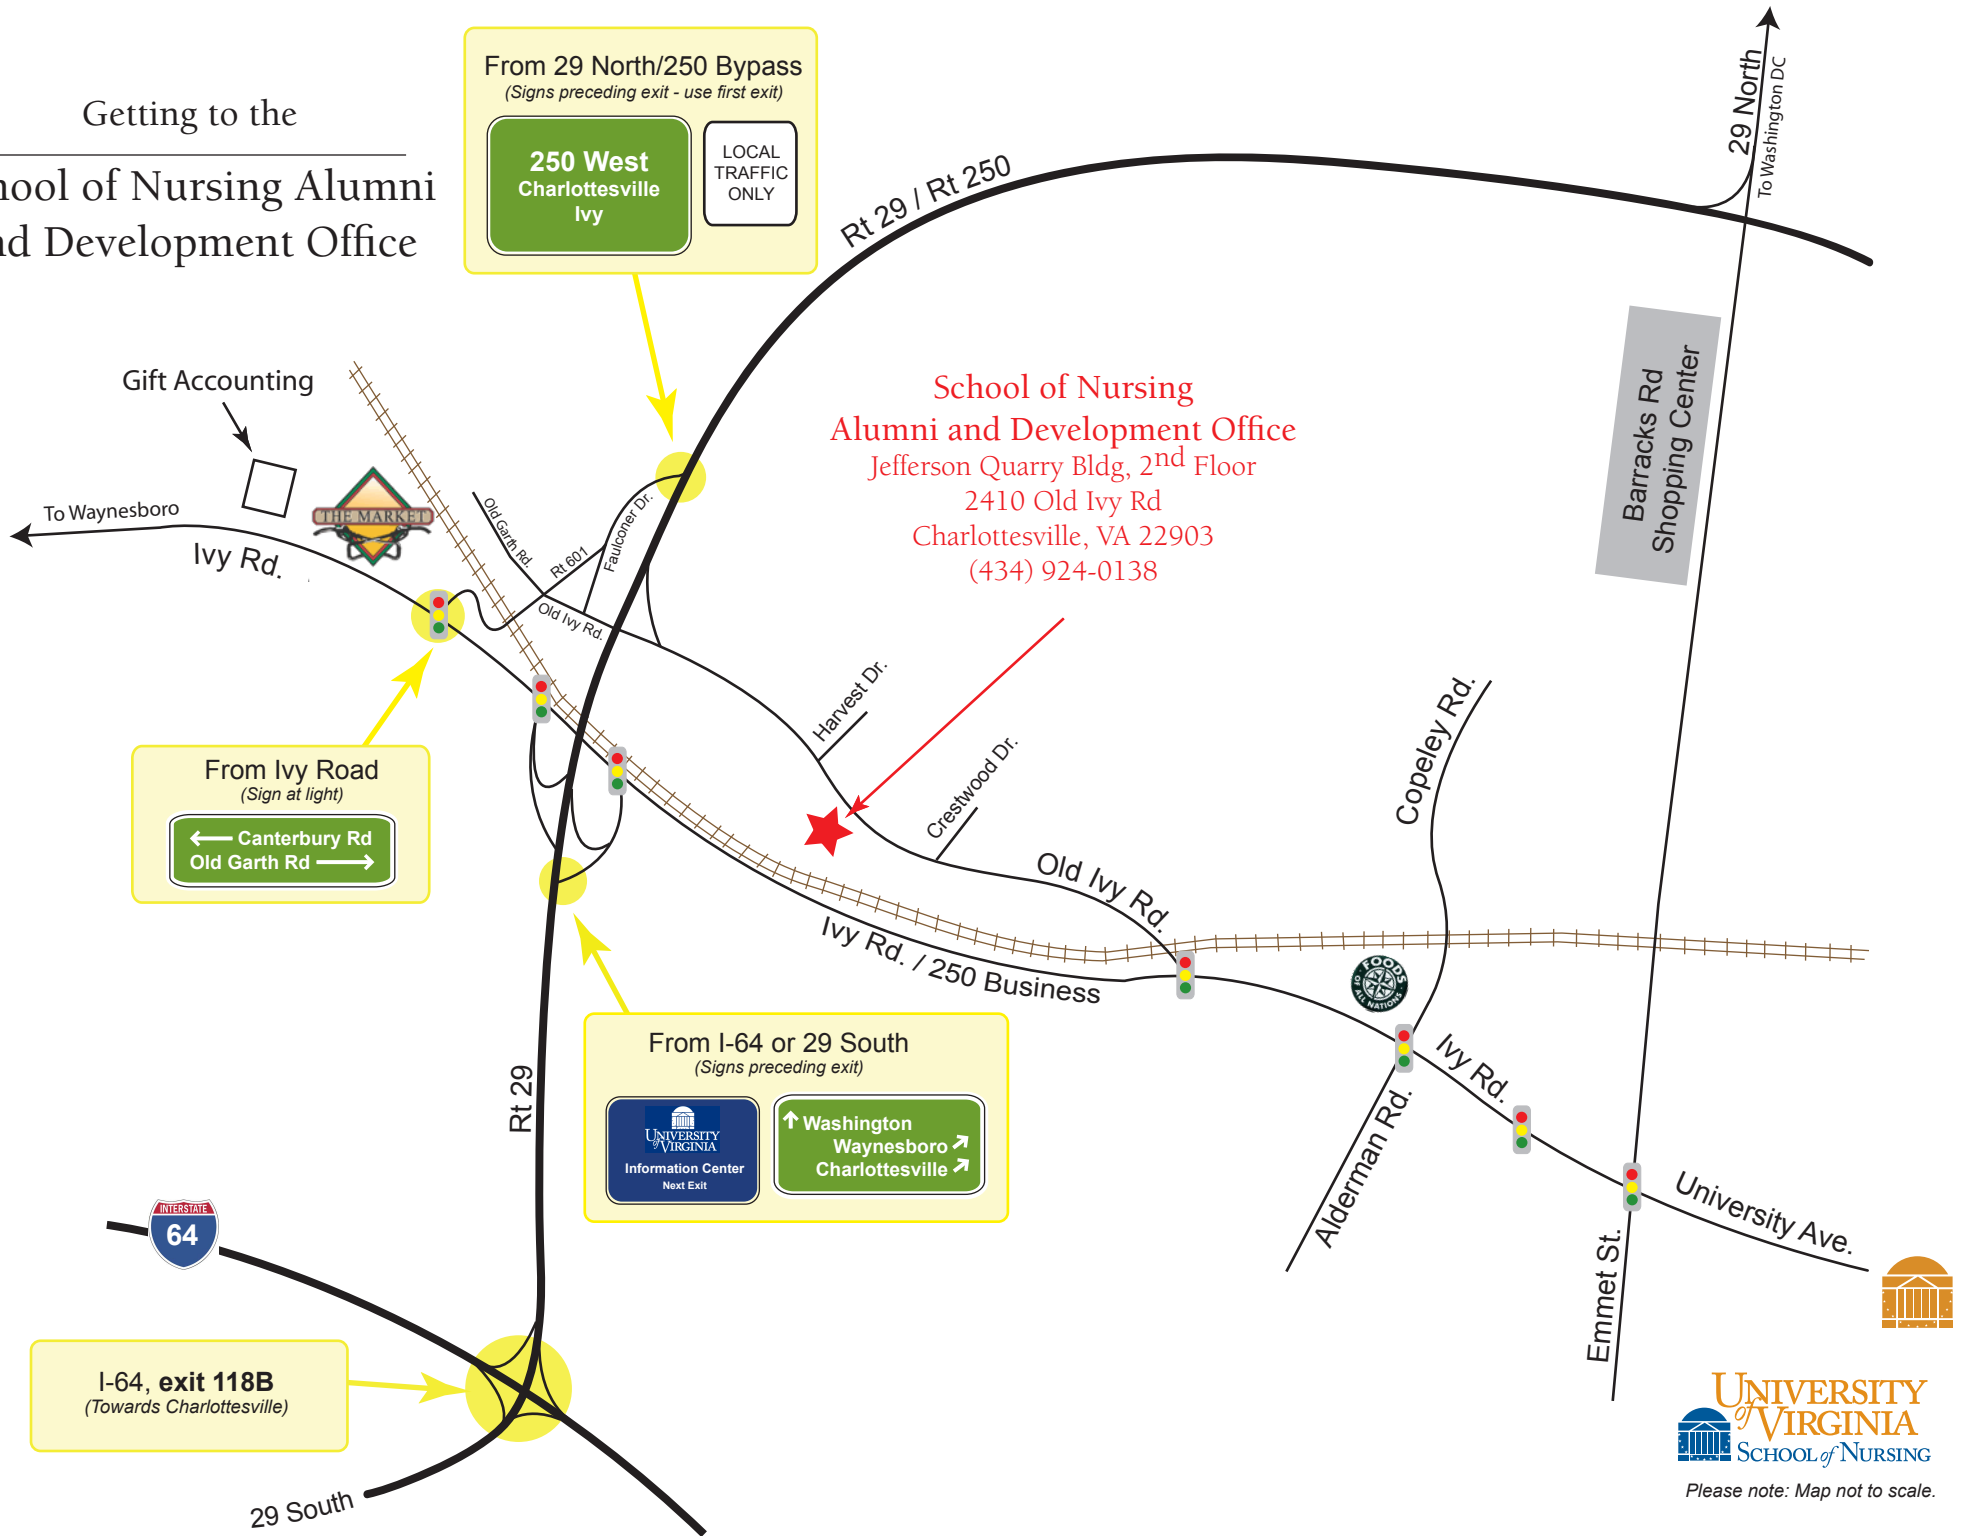 Getting to the
hool of Nursing Alumni
nd Development Office
From 29 North/250 Bypass
(Signs preceding exit - use first exit)
250 West
Charlottesville
Ivy
LOCAL
TRAFFIC
ONLY
Rt 29 / Rt 250
29 North
To Washington DC
Barracks Rd
Shopping Center
Gift Accounting
To Waynesboro
Ivy Rd.
THE MARKET
Old Garth Rd.
Rt 601
Faulconer Dr.
Old Ivy Rd.
School of Nursing
Alumni and Development Office
Jefferson Quarry Bldg, 2nd Floor
2410 Old Ivy Rd
Charlottesville, VA 22903
(434) 924-0138
Harvest Dr.
Crestwood Dr.
Copeley Rd.
From Ivy Road
(Sign at light)
← Canterbury Rd
Old Garth Rd →
Old Ivy Rd.
Ivy Rd. / 250 Business
FOODS
OF ALL NATIONS
Ivy Rd.
Alderman Rd.
Emmet St.
University Ave.
Rt 29
From I-64 or 29 South
(Signs preceding exit)
UNIVERSITY
of VIRGINIA
Information Center
Next Exit
↑ Washington
Waynesboro ↗
Charlottesville ↗
INTERSTATE
64
I-64, exit 118B
(Towards Charlottesville)
29 South
UNIVERSITY
of VIRGINIA
SCHOOL of NURSING
Please note: Map not to scale.